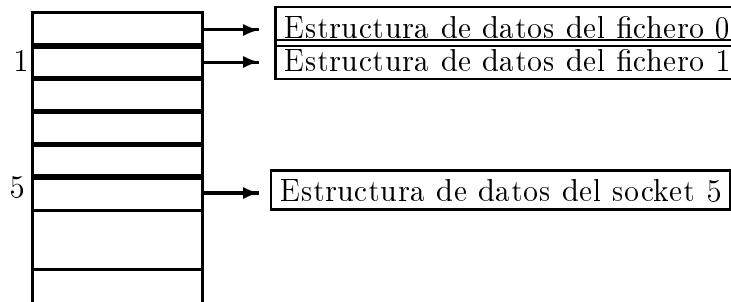 Estructura de datos del fichero 0
1 Estructura de datos del fichero 1
5 Estructura de datos del socket 5